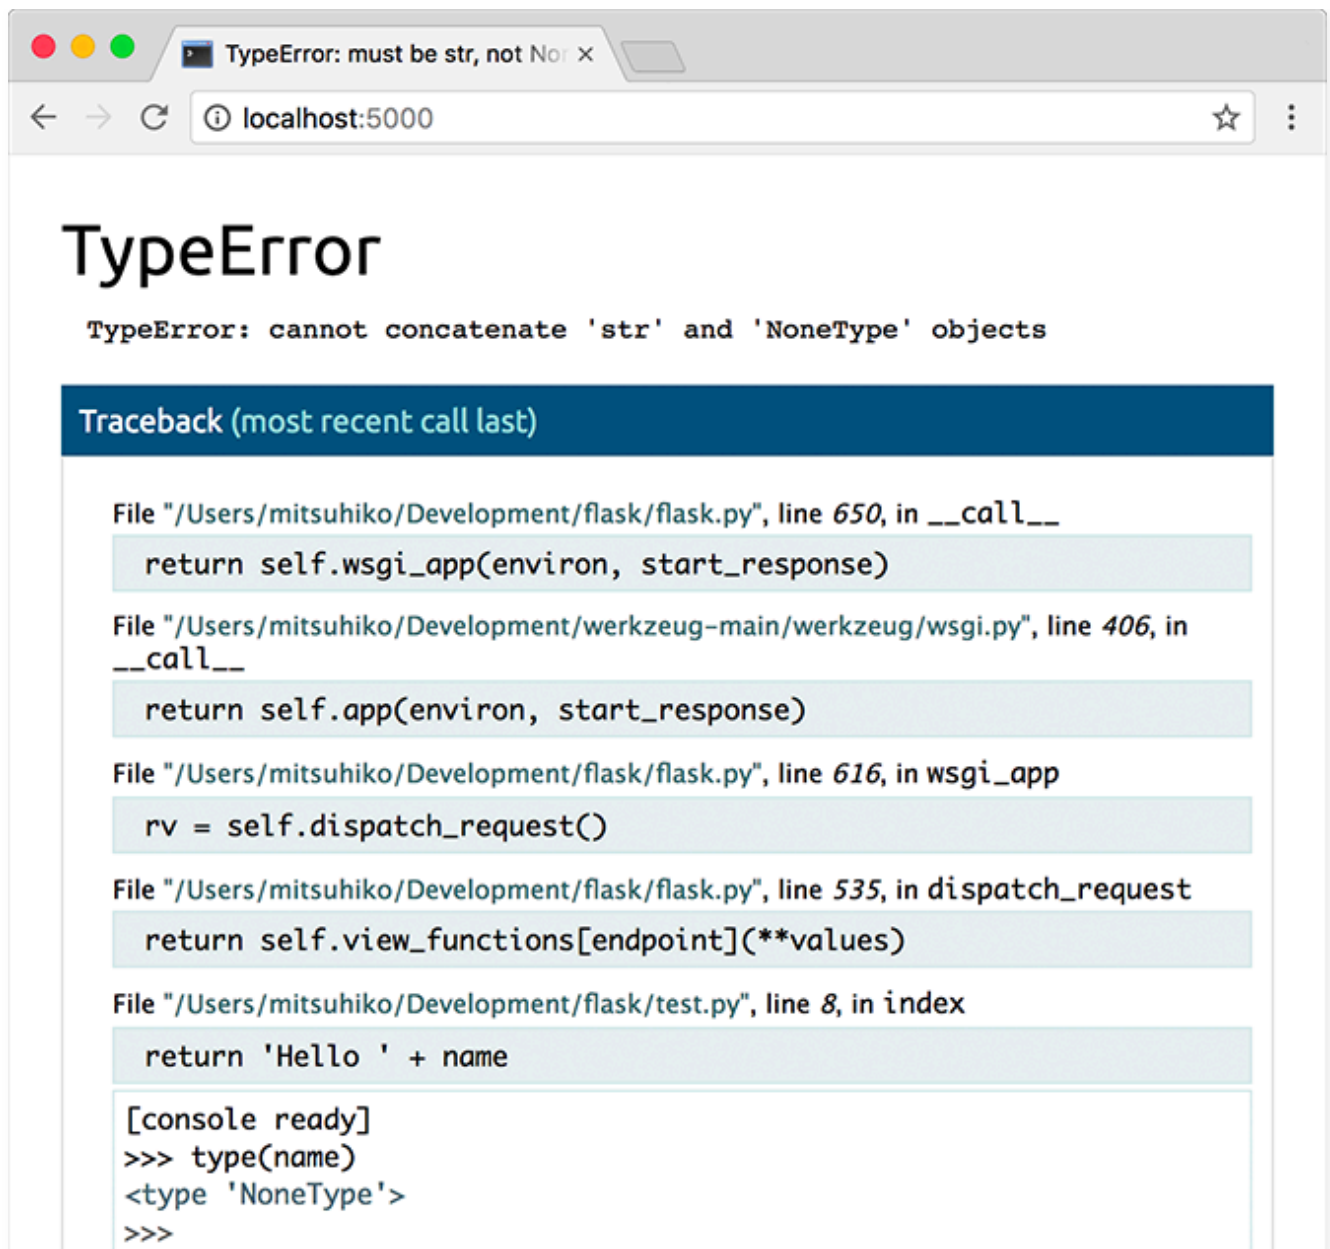 TypeError: must be str, not Nor
localhost:5000
TypeError
TypeError: cannot concatenate 'str' and 'NoneType' objects
Traceback (most recent call last)
File "/Users/mitsuhiko/Development/flask/flask.py", line 650, in __call__
return self.wsgi_app(environ, start_response)
File "/Users/mitsuhiko/Development/werkzeug-main/werkzeug/wsgi.py", line 406, in
__call__
return self.app(environ, start_response)
File "/Users/mitsuhiko/Development/flask/flask.py", line 616, in wsgi_app
rv = self.dispatch_request()
File "/Users/mitsuhiko/Development/flask/flask.py", line 535, in dispatch_request
return self.view_functions[endpoint](**values)
File "/Users/mitsuhiko/Development/flask/test.py", line 8, in index
return 'Hello ' + name
[console ready]
>>> type(name)
<type 'NoneType'>
>>>